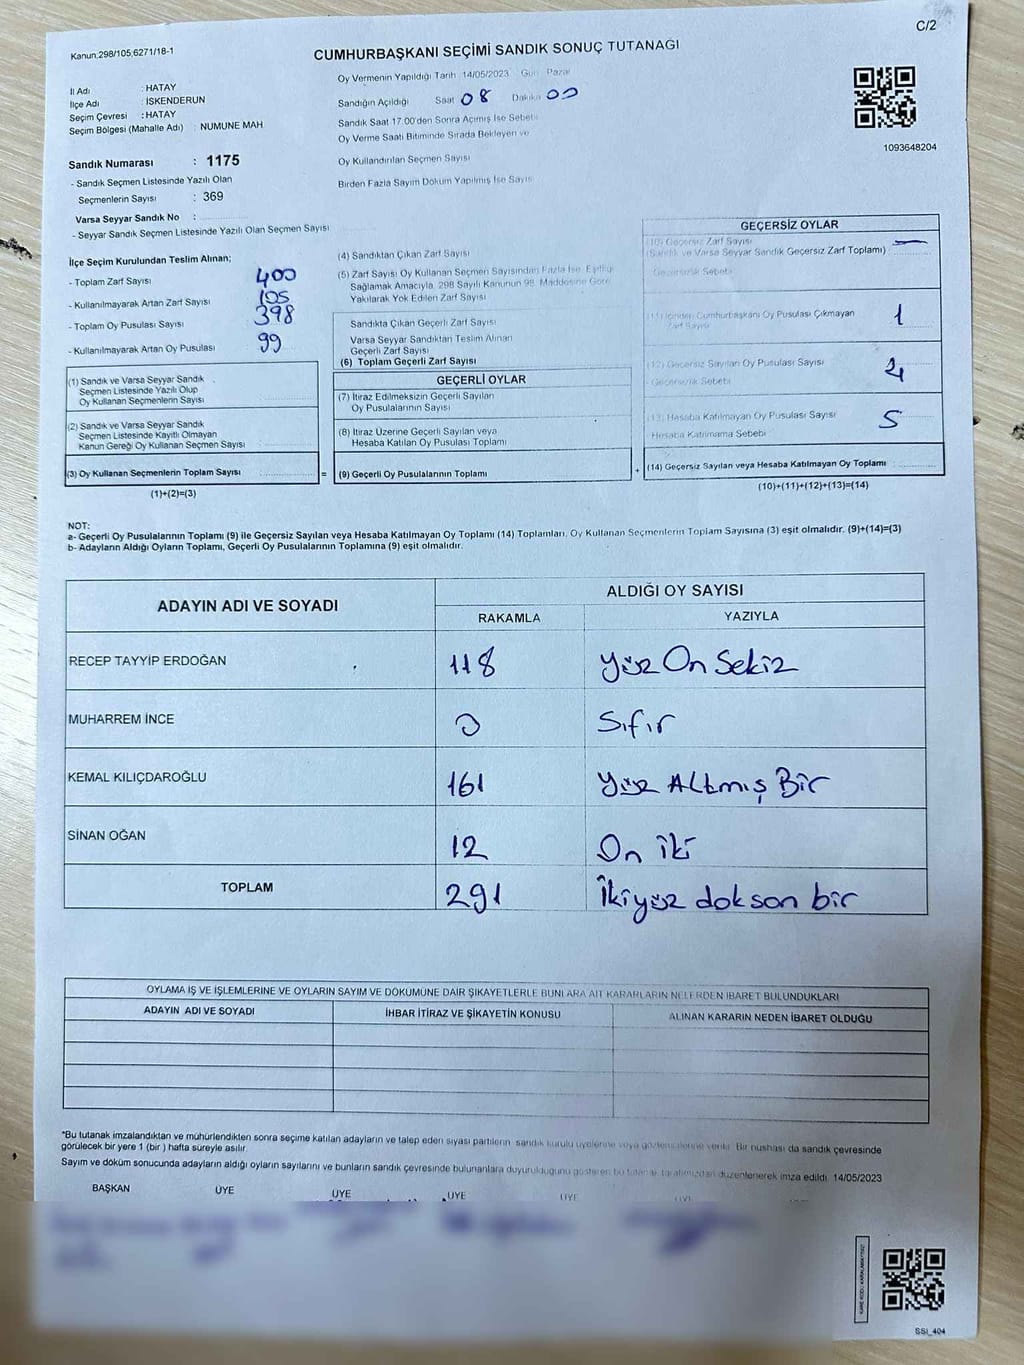 C/2
Kanun:298/105,6271/18-1
CUMHURBAŞKANI SEÇİMİ SANDIK SONUÇ TUTANAĞI
1093648204
İl Adı : HATAY
İlçe Adı : İSKENDERUN
Seçim Çevresi : HATAY
Seçim Bölgesi (Mahalle Adı) : NUMUNE MAH
Sandık Numarası : 1175
- Sandık Seçmen Listesinde Yazılı Olan
Seçmenlerin Sayısı : 369
Varsa Seyyar Sandık No :
- Seyyar Sandık Seçmen Listesinde Yazılı Olan Seçmen Sayısı
Oy Vermenin Yapıldığı Tarih 14/05/2023 Gün Pazar
Sandığın Açıldığı Saat 08 Dakika 00
Sandık Saat 17.00'den Sonra Açımış İse Sebebi
Oy Verme Saati Bitiminde Sırada Bekleyen ve
Oy Kullandırılan Seçmen Sayısı
Birden Fazla Sayım Döküm Yapılmış İse Sayısı
İlçe Seçim Kurulundan Teslim Alınan;
- Toplam Zarf Sayısı 400
- Kullanılmayarak Artan Zarf Sayısı 105
- Toplam Oy Pusulası Sayısı 398
- Kullanılmayarak Artan Oy Pusulası 99
(1) Sandık ve Varsa Seyyar Sandık
Seçmen Listesinde Yazılı Olup
Oy Kullanan Seçmenlerin Sayısı
(2) Sandık ve Varsa Seyyar Sandık
Seçmen Listesinde Kayıtlı Olmayan
Kanun Gereği Oy Kullanan Seçmen Sayısı
(3) Oy Kullanan Seçmenlerin Toplam Sayısı
=
(1)+(2)=(3)
(4) Sandıktan Çıkan Zarf Sayısı
(5) Zarf Sayısı Oy Kullanan Seçmen Sayısından Fazla İse, Eşitliği
Sağlamak Amacıyla, 298 Sayılı Kanunun 98. Maddesine Göre
Yakılarak Yok Edilen Zarf Sayısı
Sandıkta Çıkan Geçerli Zarf Sayısı
Varsa Seyyar Sandıktan Teslim Alınan
Geçerli Zarf Sayısı
(6) Toplam Geçerli Zarf Sayısı
GEÇERLİ OYLAR
(7) İtiraz Edilmeksizin Geçerli Sayılan
Oy Pusulalarının Sayısı
(8) İtiraz Üzerine Geçerli Sayılan veya
Hesaba Katılan Oy Pusulası Toplamı
(9) Geçerli Oy Pusulalarının Toplamı
+
GEÇERSİZ OYLAR
(10) Geçersiz Zarf Sayısı
(Sandık ve Varsa Seyyar Sandık Geçersiz Zarf Toplamı) —
Geçersizlik Sebebi
(11) İçinden Cumhurbaşkanı Oy Pusulası Çıkmayan
Zarf Sayısı 1
(12) Geçersiz Sayılan Oy Pusulası Sayısı
Geçersizlik Sebebi
(13) Hesaba Katılmayan Oy Pusulası Sayısı 5
Hesaba Katılmama Sebebi
(14) Geçersiz Sayılan veya Hesaba Katılmayan Oy Toplamı
(10)+(11)+(12)+(13)=(14)
NOT:
a- Geçerli Oy Pusulalarının Toplamı (9) ile Geçersiz Sayılan veya Hesaba Katılmayan Oy Toplamı (14) Toplamları, Oy Kullanan Seçmenlerin Toplam Sayısına (3) eşit olmalıdır. (9)+(14)=(3)
b- Adayların Aldığı Oyların Toplamı, Geçerli Oy Pusulalarının Toplamına (9) eşit olmalıdır.
ADAYIN ADI VE SOYADI
ALDIĞI OY SAYISI
RAKAMLA YAZIYLA
RECEP TAYYİP ERDOĞAN 118 Yüz On Sekiz
MUHARREM İNCE 0 Sıfır
KEMAL KILIÇDAROĞLU 161 Yüz Altmış Bir
SİNAN OĞAN 12 On iki
TOPLAM 291 İkiyüz dokson bir
OYLAMA İŞ VE İŞLEMLERİNE VE OYLARIN SAYIM VE DÖKÜMÜNE DAİR ŞİKAYETLERLE BUNLARA AİT KARARLARIN NELERDEN İBARET BULUNDUKLARI
ADAYIN ADI VE SOYADI İHBAR İTİRAZ VE ŞİKAYETİN KONUSU ALINAN KARARIN NEDEN İBARET OLDUĞU
*Bu tutanak imzalandıktan ve mühürlendikten sonra seçime katılan adayların ve talep eden siyasi partilerin sandık kurulu üyelerine veya gözlemcilerine verilir. Bir nushası da sandık çevresinde
görülecek bir yere 1 (bir) hafta süreyle asılır.
Sayım ve döküm sonucunda adayların aldığı oyların sayılarını ve bunların sandık çevresinde bulunanlara duyurulduğunu gösteren bu tutanak tarafımızdan düzenlenerek imza edildi. 14/05/2023
BAŞKAN ÜYE ÜYE ÜYE ÜYE ÜYE
SSI_404